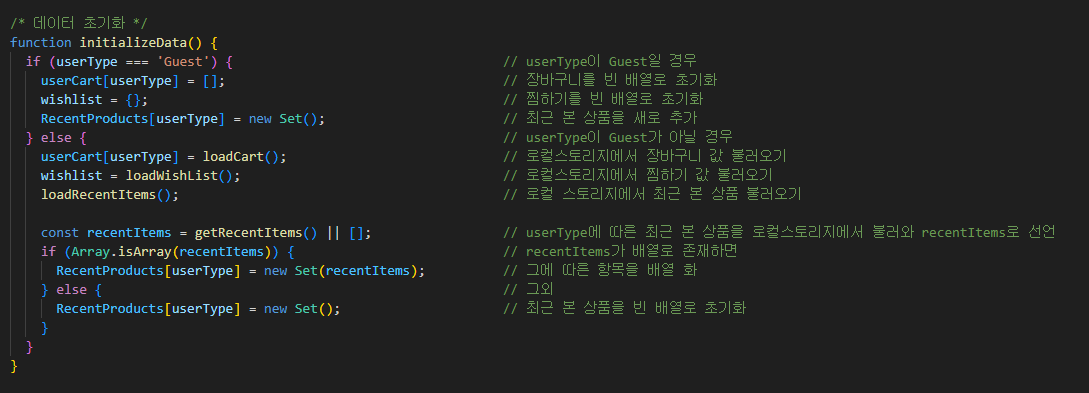 /* 데이터 초기화 */
function initializeData() {
if (userType === 'Guest') { // userType이 Guest일 경우
userCart[userType] = []; // 장바구니를 빈 배열로 초기화
wishlist = {}; // 찜하기를 빈 배열로 초기화
RecentProducts[userType] = new Set(); // 최근 본 상품을 새로 추가
} else { // userType이 Guest가 아닐 경우
userCart[userType] = loadCart(); // 로컬스토리지에서 장바구니 값 불러오기
wishlist = loadWishList(); // 로컬스토리지에서 찜하기 값 불러오기
loadRecentItems(); // 로컬 스토리지에서 최근 본 상품 불러오기
const recentItems = getRecentItems() || []; // userType에 따른 최근 본 상품을 로컬스토리지에서 불러와 recentItems로 선언
if (Array.isArray(recentItems)) { // recentItems가 배열로 존재하면
RecentProducts[userType] = new Set(recentItems); // 그에 따른 항목을 배열 화
} else { // 그외
RecentProducts[userType] = new Set(); // 최근 본 상품을 빈 배열로 초기화
}
}
}